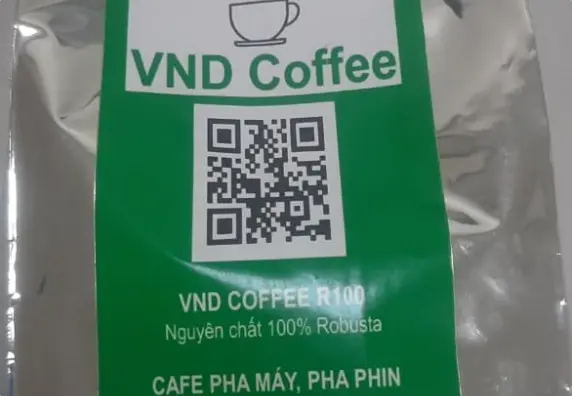 VND Coffee
VND COFFEE R100
Nguyên chất 100% Robusta
CAFE PHA MÁY, PHA PHIN